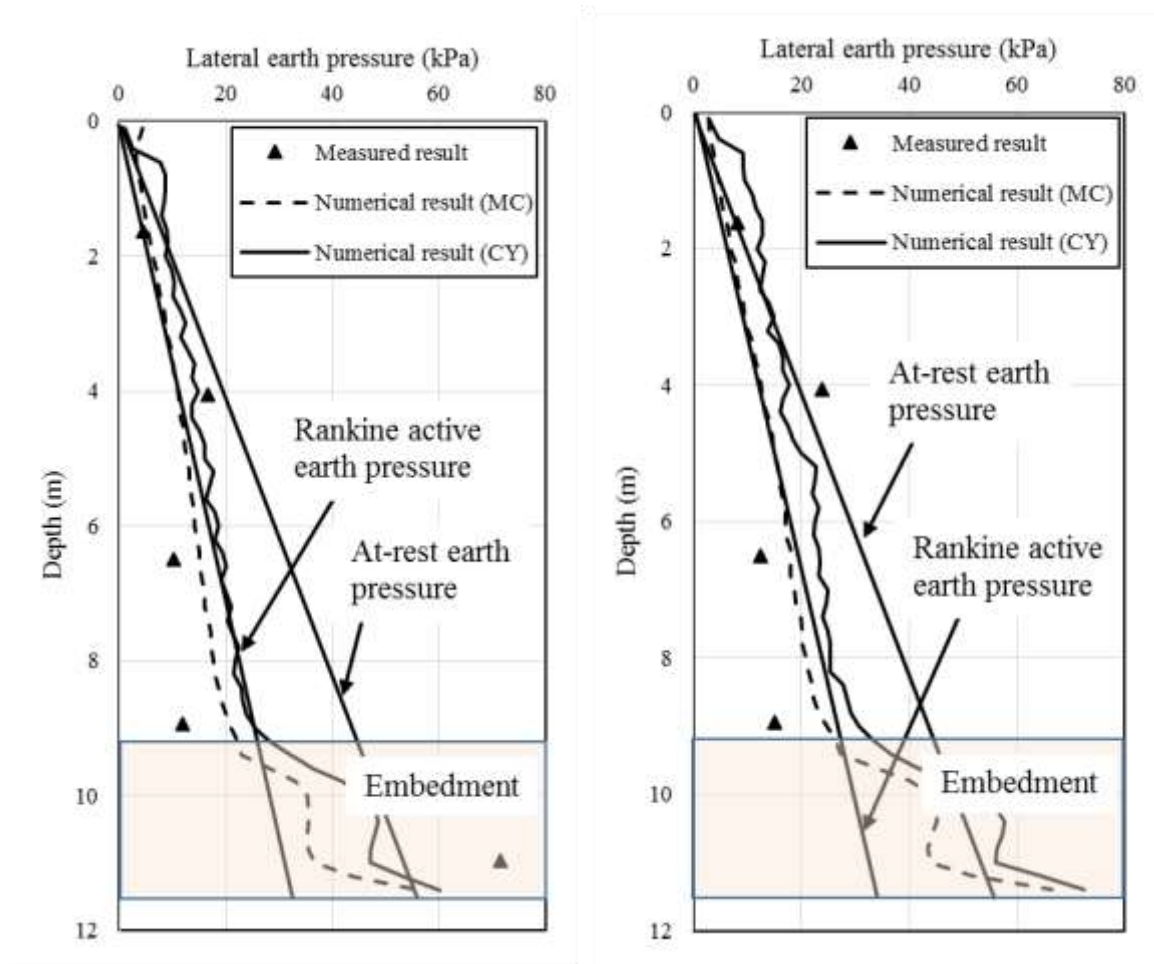 Lateral earth pressure (kPa)
0 20 40 60 80
0
2
4
6
8
10
12
Depth (m)
Measured result
Numerical result (MC)
Numerical result (CY)
Rankine active
earth pressure
At-rest earth
pressure
Embedment
Lateral earth pressure (kPa)
0 20 40 60 80
0
2
4
6
8
10
12
Depth (m)
Measured result
Numerical result (MC)
Numerical result (CY)
At-rest earth
pressure
Rankine active
earth pressure
Embedment